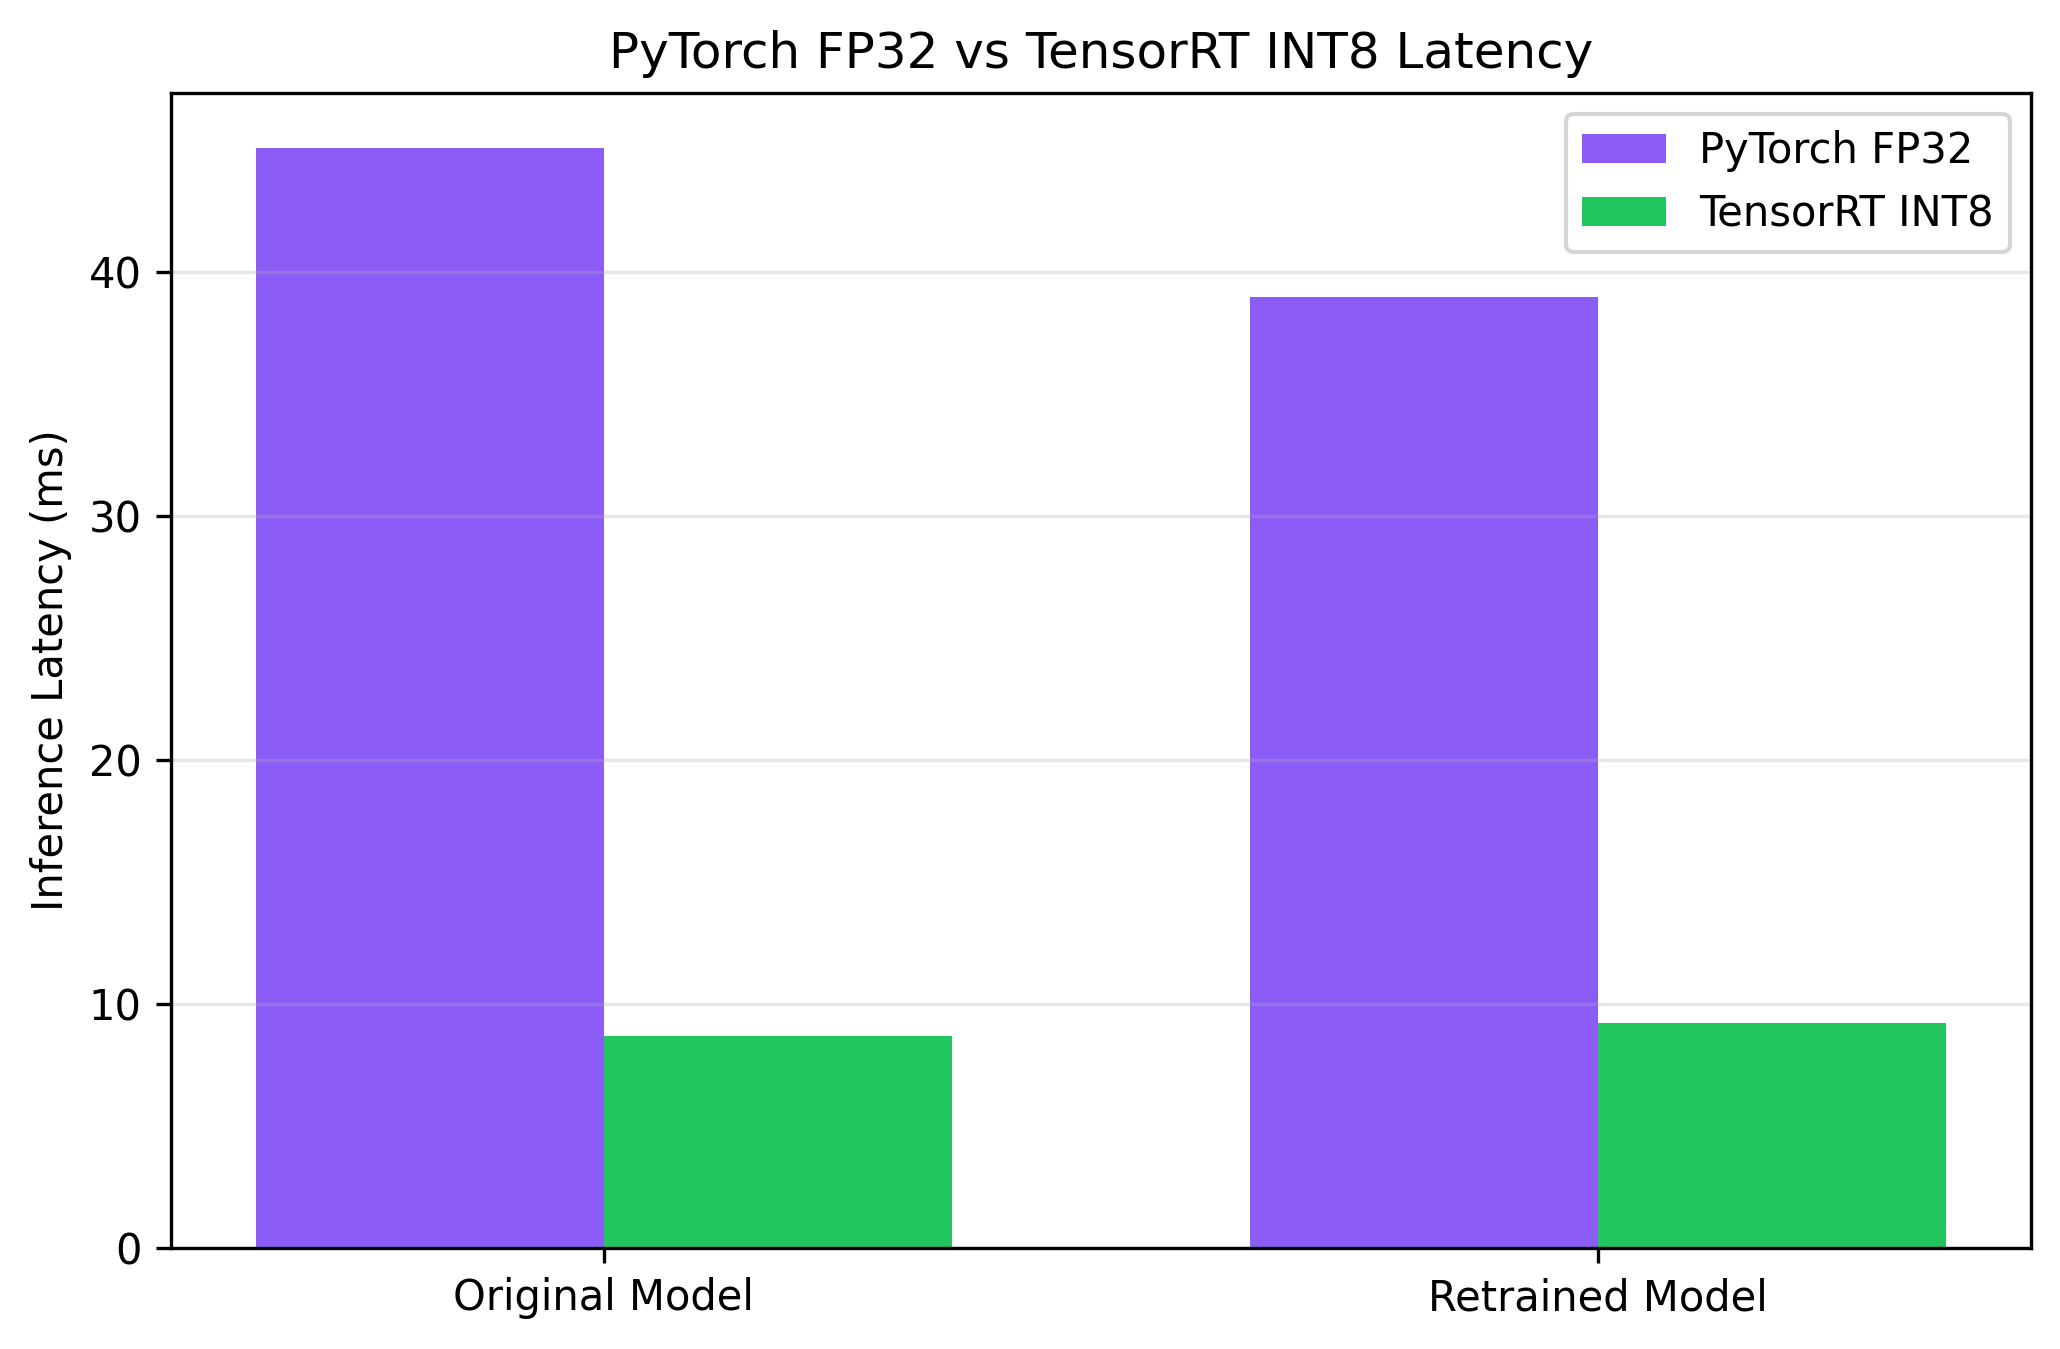 PyTorch FP32 vs TensorRT INT8 Latency
PyTorch FP32
TensorRT INT8
Inference Latency (ms)
40
30
20
10
0
Original Model
Retrained Model